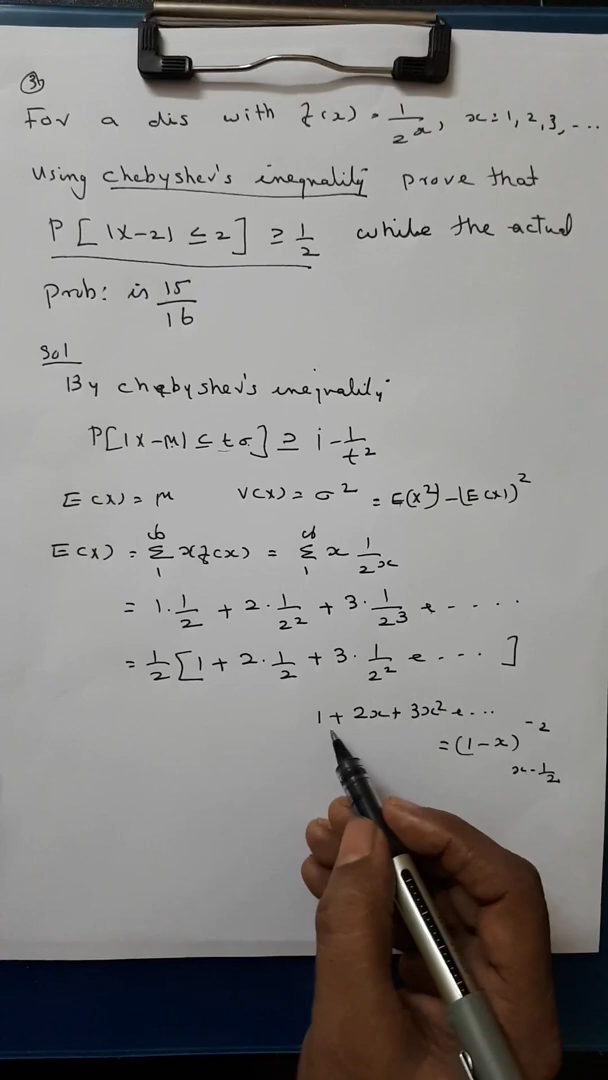 36
For a dis with f(x) = 1/2^x, x = 1, 2, 3, ...
Using Chebyshev's inequality prove that
P[|X-2| ≤ 2] ≥ 1/2 while the actual
prob: is 15/16
Sol
By chebyshev's inequality
P[|X-μ| ≤ tσ] ≥ 1 - 1/t²
E(X) = μ V(X) = σ² = E(X²) - (E(X))²
E(X) = Σ₁^∞ x f(x) = Σ₁^∞ x 1/2^x
= 1. 1/2 + 2. 1/2² + 3. 1/2³ + - - - - .
= 1/2 [1 + 2. 1/2 + 3. 1/2² + - - - . ]
1 + 2x + 3x² + ...
= (1-x)^-2
x = 1/2